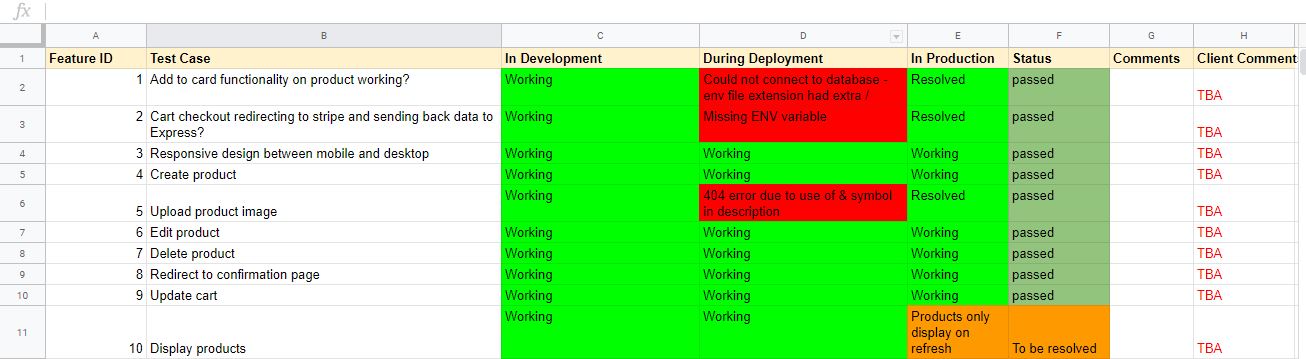 fx
A B C D E F G H
1 Feature ID Test Case In Development During Deployment In Production Status Comments Client Comment
2 1 Add to card functionality on product working? Working Could not connect to database - Resolved passed
env file extension had extra / TBA
3 2 Cart checkout redirecting to stripe and sending back data to Working Missing ENV variable Resolved passed
Express? TBA
4 3 Responsive design between mobile and desktop Working Working Working passed TBA
5 4 Create product Working Working Working passed TBA
6 Working 404 error due to use of & symbol Resolved passed
5 Upload product image in description TBA
7 6 Edit product Working Working Working passed TBA
8 7 Delete product Working Working Working passed TBA
9 8 Redirect to confirmation page Working Working Working passed TBA
10 9 Update cart Working Working Working passed TBA
11 Working Working Products only
display on
10 Display products refresh To be resolved TBA